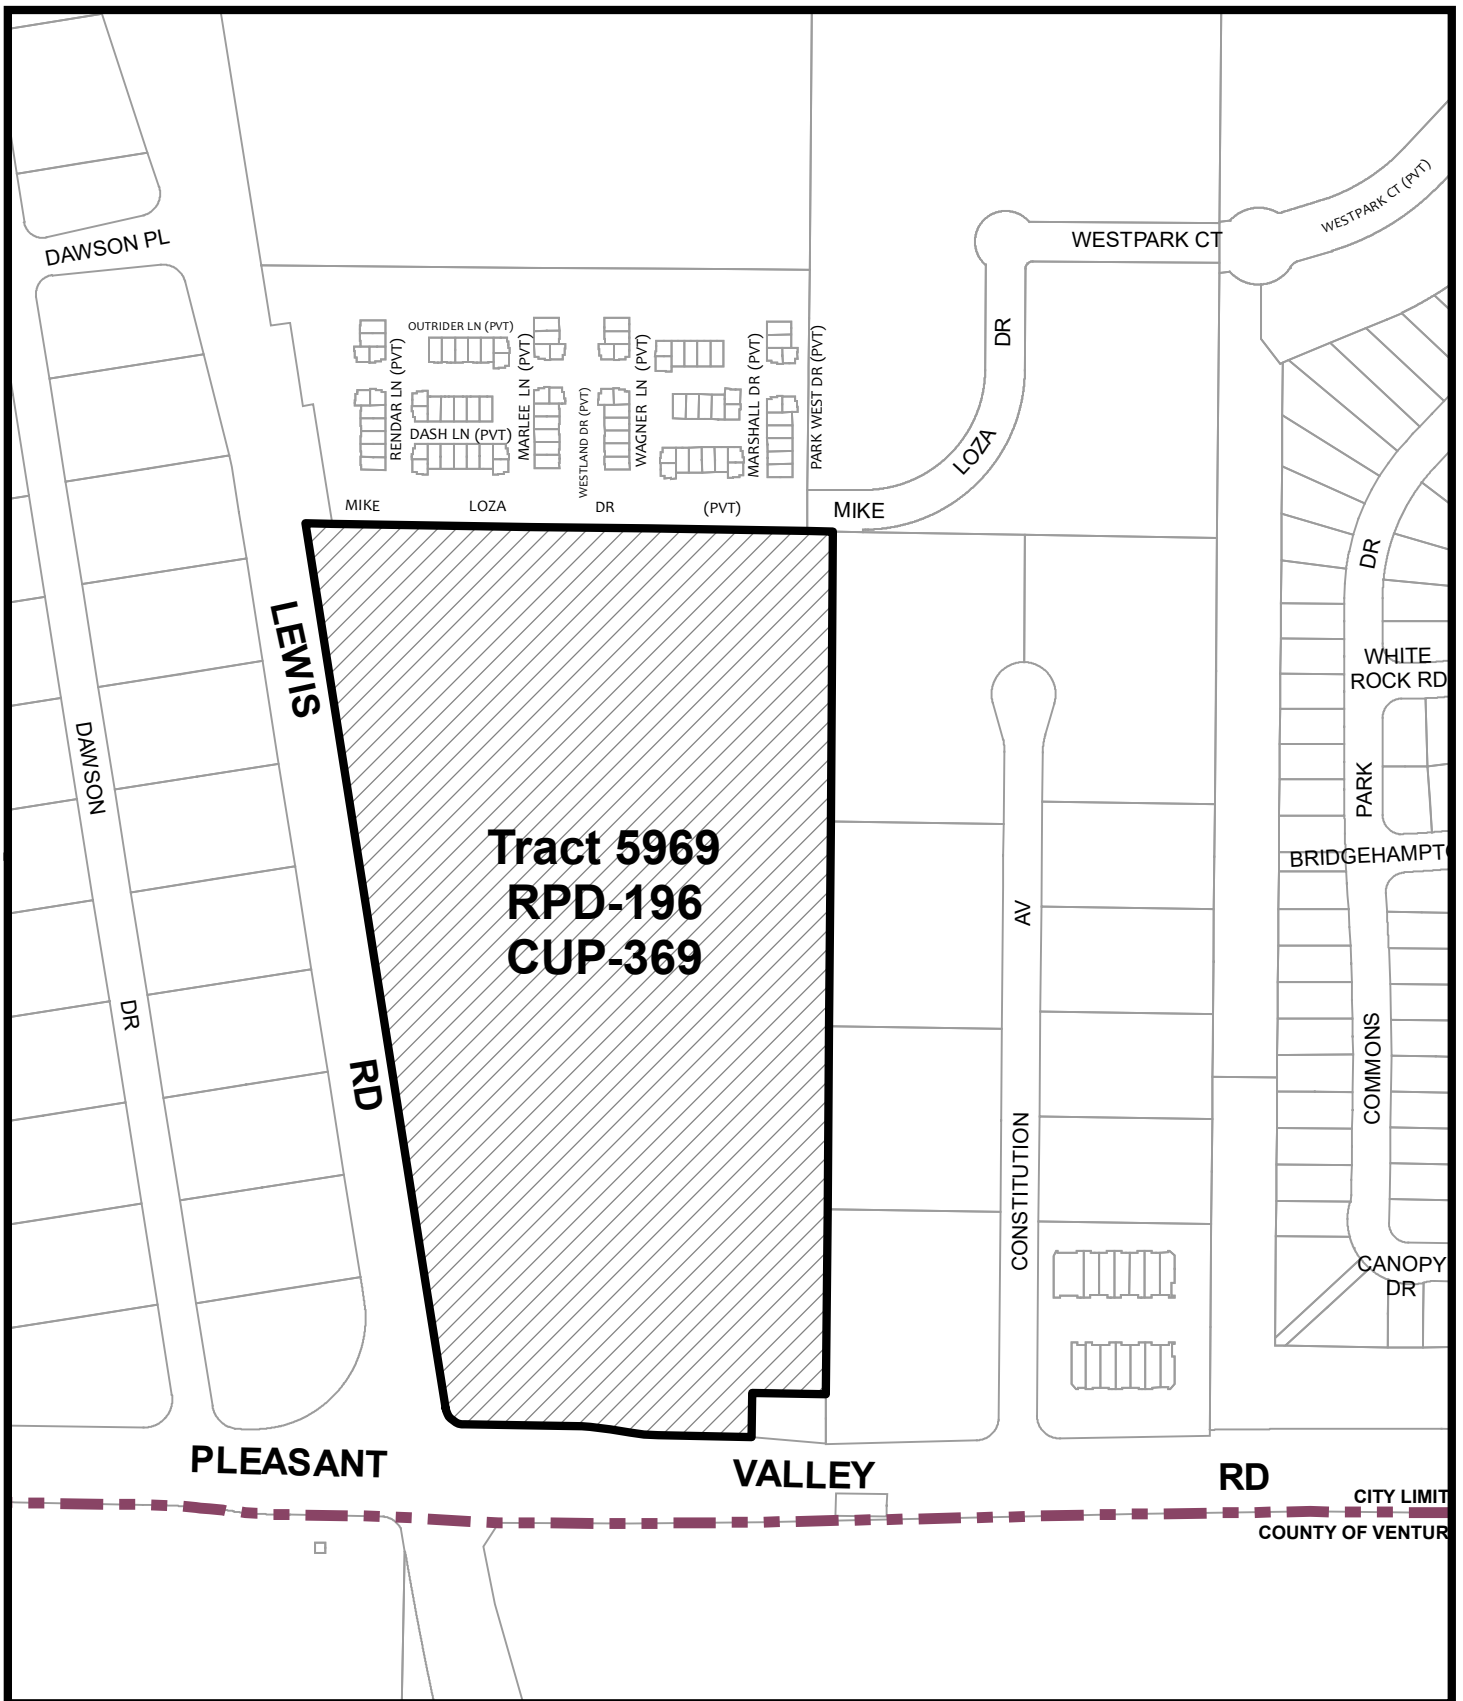 DAWSON PL
WESTPARK CT
WESTPARK CT (PVT)
OUTRIDER LN (PVT)
RENDAR LN (PVT)
MARLEE LN (PVT)
WAGNER LN (PVT)
MARSHALL DR (PVT)
PARK WEST DR (PVT)
WESTLAND DR (PVT)
DASH LN (PVT)
MIKE LOZA DR (PVT)
MIKE
LOZA
DR
LEWIS
RD
DAWSON
DR
Tract 5969
RPD-196
CUP-369
CONSTITUTION
AV
DR
PARK
COMMONS
WHITE
ROCK RD
BRIDGEHAMPTO
CANOPY
DR
PLEASANT VALLEY RD
CITY LIMIT
COUNTY OF VENTUR